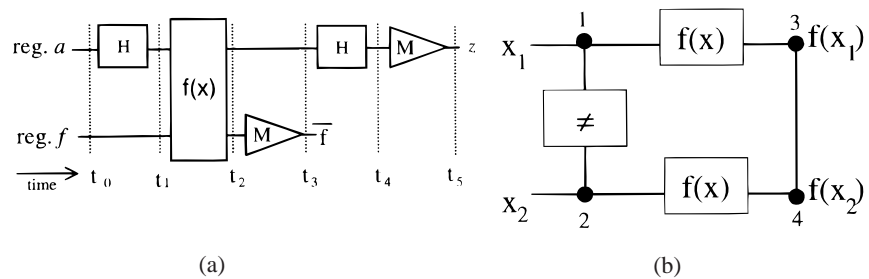 reg. a H f(x) H M z
reg. f M f̅
time t₀ t₁ t₂ t₃ t₄ t₅
(a)
x₁ 1 f(x) 3 f(x₁)
≠
x₂ 2 f(x) 4 f(x₂)
(b)